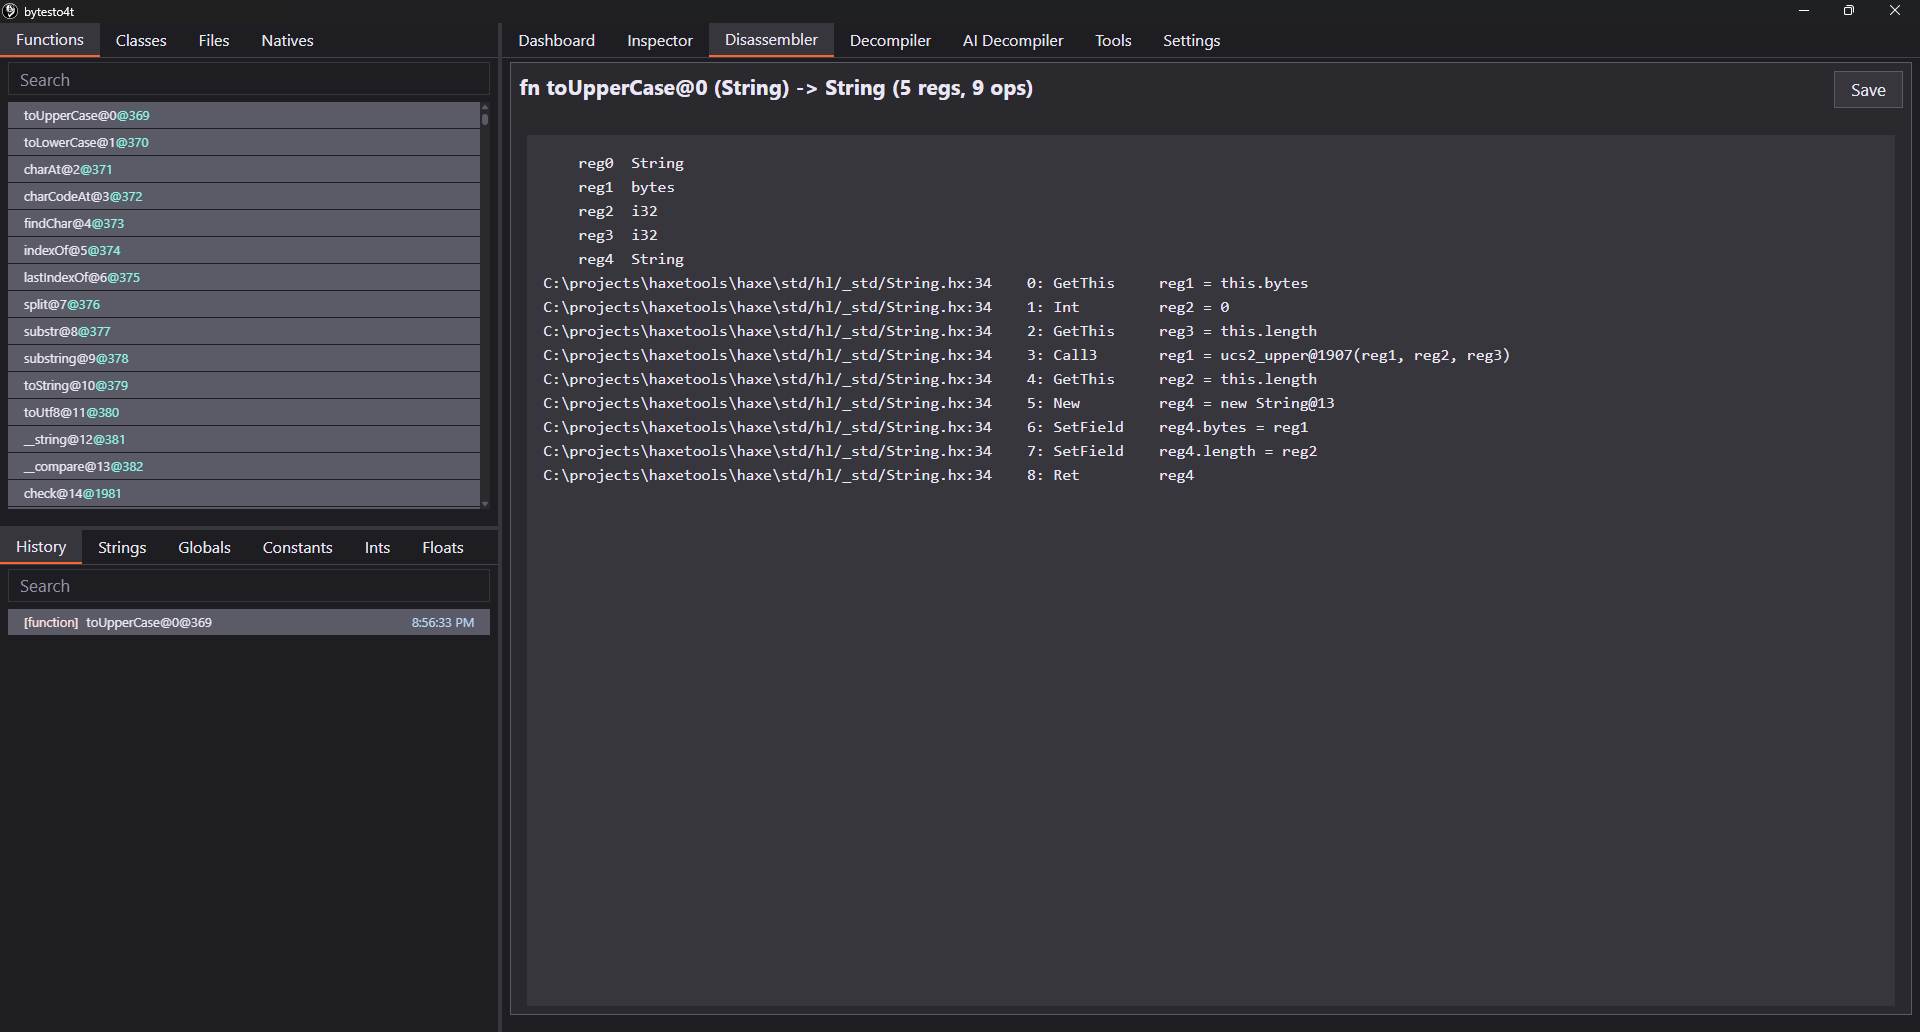 bytesto4t
Functions Classes Files Natives
Search
toUpperCase@0@369
toLowerCase@1@370
charAt@2@371
charCodeAt@3@372
findChar@4@373
indexOf@5@374
lastIndexOf@6@375
split@7@376
substr@8@377
substring@9@378
toString@10@379
toUtf8@11@380
__string@12@381
__compare@13@382
check@14@1981
History Strings Globals Constants Ints Floats
Search
[function] toUpperCase@0@369 8:56:33 PM
Dashboard Inspector Disassembler Decompiler AI Decompiler Tools Settings
fn toUpperCase@0 (String) -> String (5 regs, 9 ops)
Save
reg0 String
reg1 bytes
reg2 i32
reg3 i32
reg4 String
C:\projects\haxetools\haxe\std/hl/_std/String.hx:34 0: GetThis reg1 = this.bytes
C:\projects\haxetools\haxe\std/hl/_std/String.hx:34 1: Int reg2 = 0
C:\projects\haxetools\haxe\std/hl/_std/String.hx:34 2: GetThis reg3 = this.length
C:\projects\haxetools\haxe\std/hl/_std/String.hx:34 3: Call3 reg1 = ucs2_upper@1907(reg1, reg2, reg3)
C:\projects\haxetools\haxe\std/hl/_std/String.hx:34 4: GetThis reg2 = this.length
C:\projects\haxetools\haxe\std/hl/_std/String.hx:34 5: New reg4 = new String@13
C:\projects\haxetools\haxe\std/hl/_std/String.hx:34 6: SetField reg4.bytes = reg1
C:\projects\haxetools\haxe\std/hl/_std/String.hx:34 7: SetField reg4.length = reg2
C:\projects\haxetools\haxe\std/hl/_std/String.hx:34 8: Ret reg4